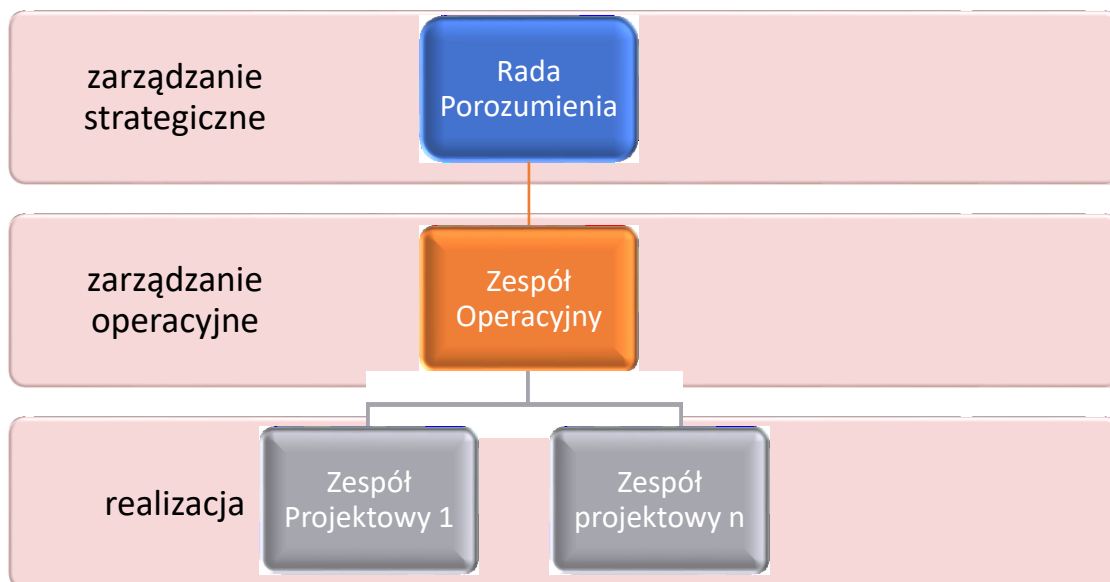 zarządzanie
strategiczne
Rada
Porozumienia
zarządzanie
operacyjne
Zespół
Operacyjny
realizacja
Zespół
Projektowy 1
Zespół
projektowy n